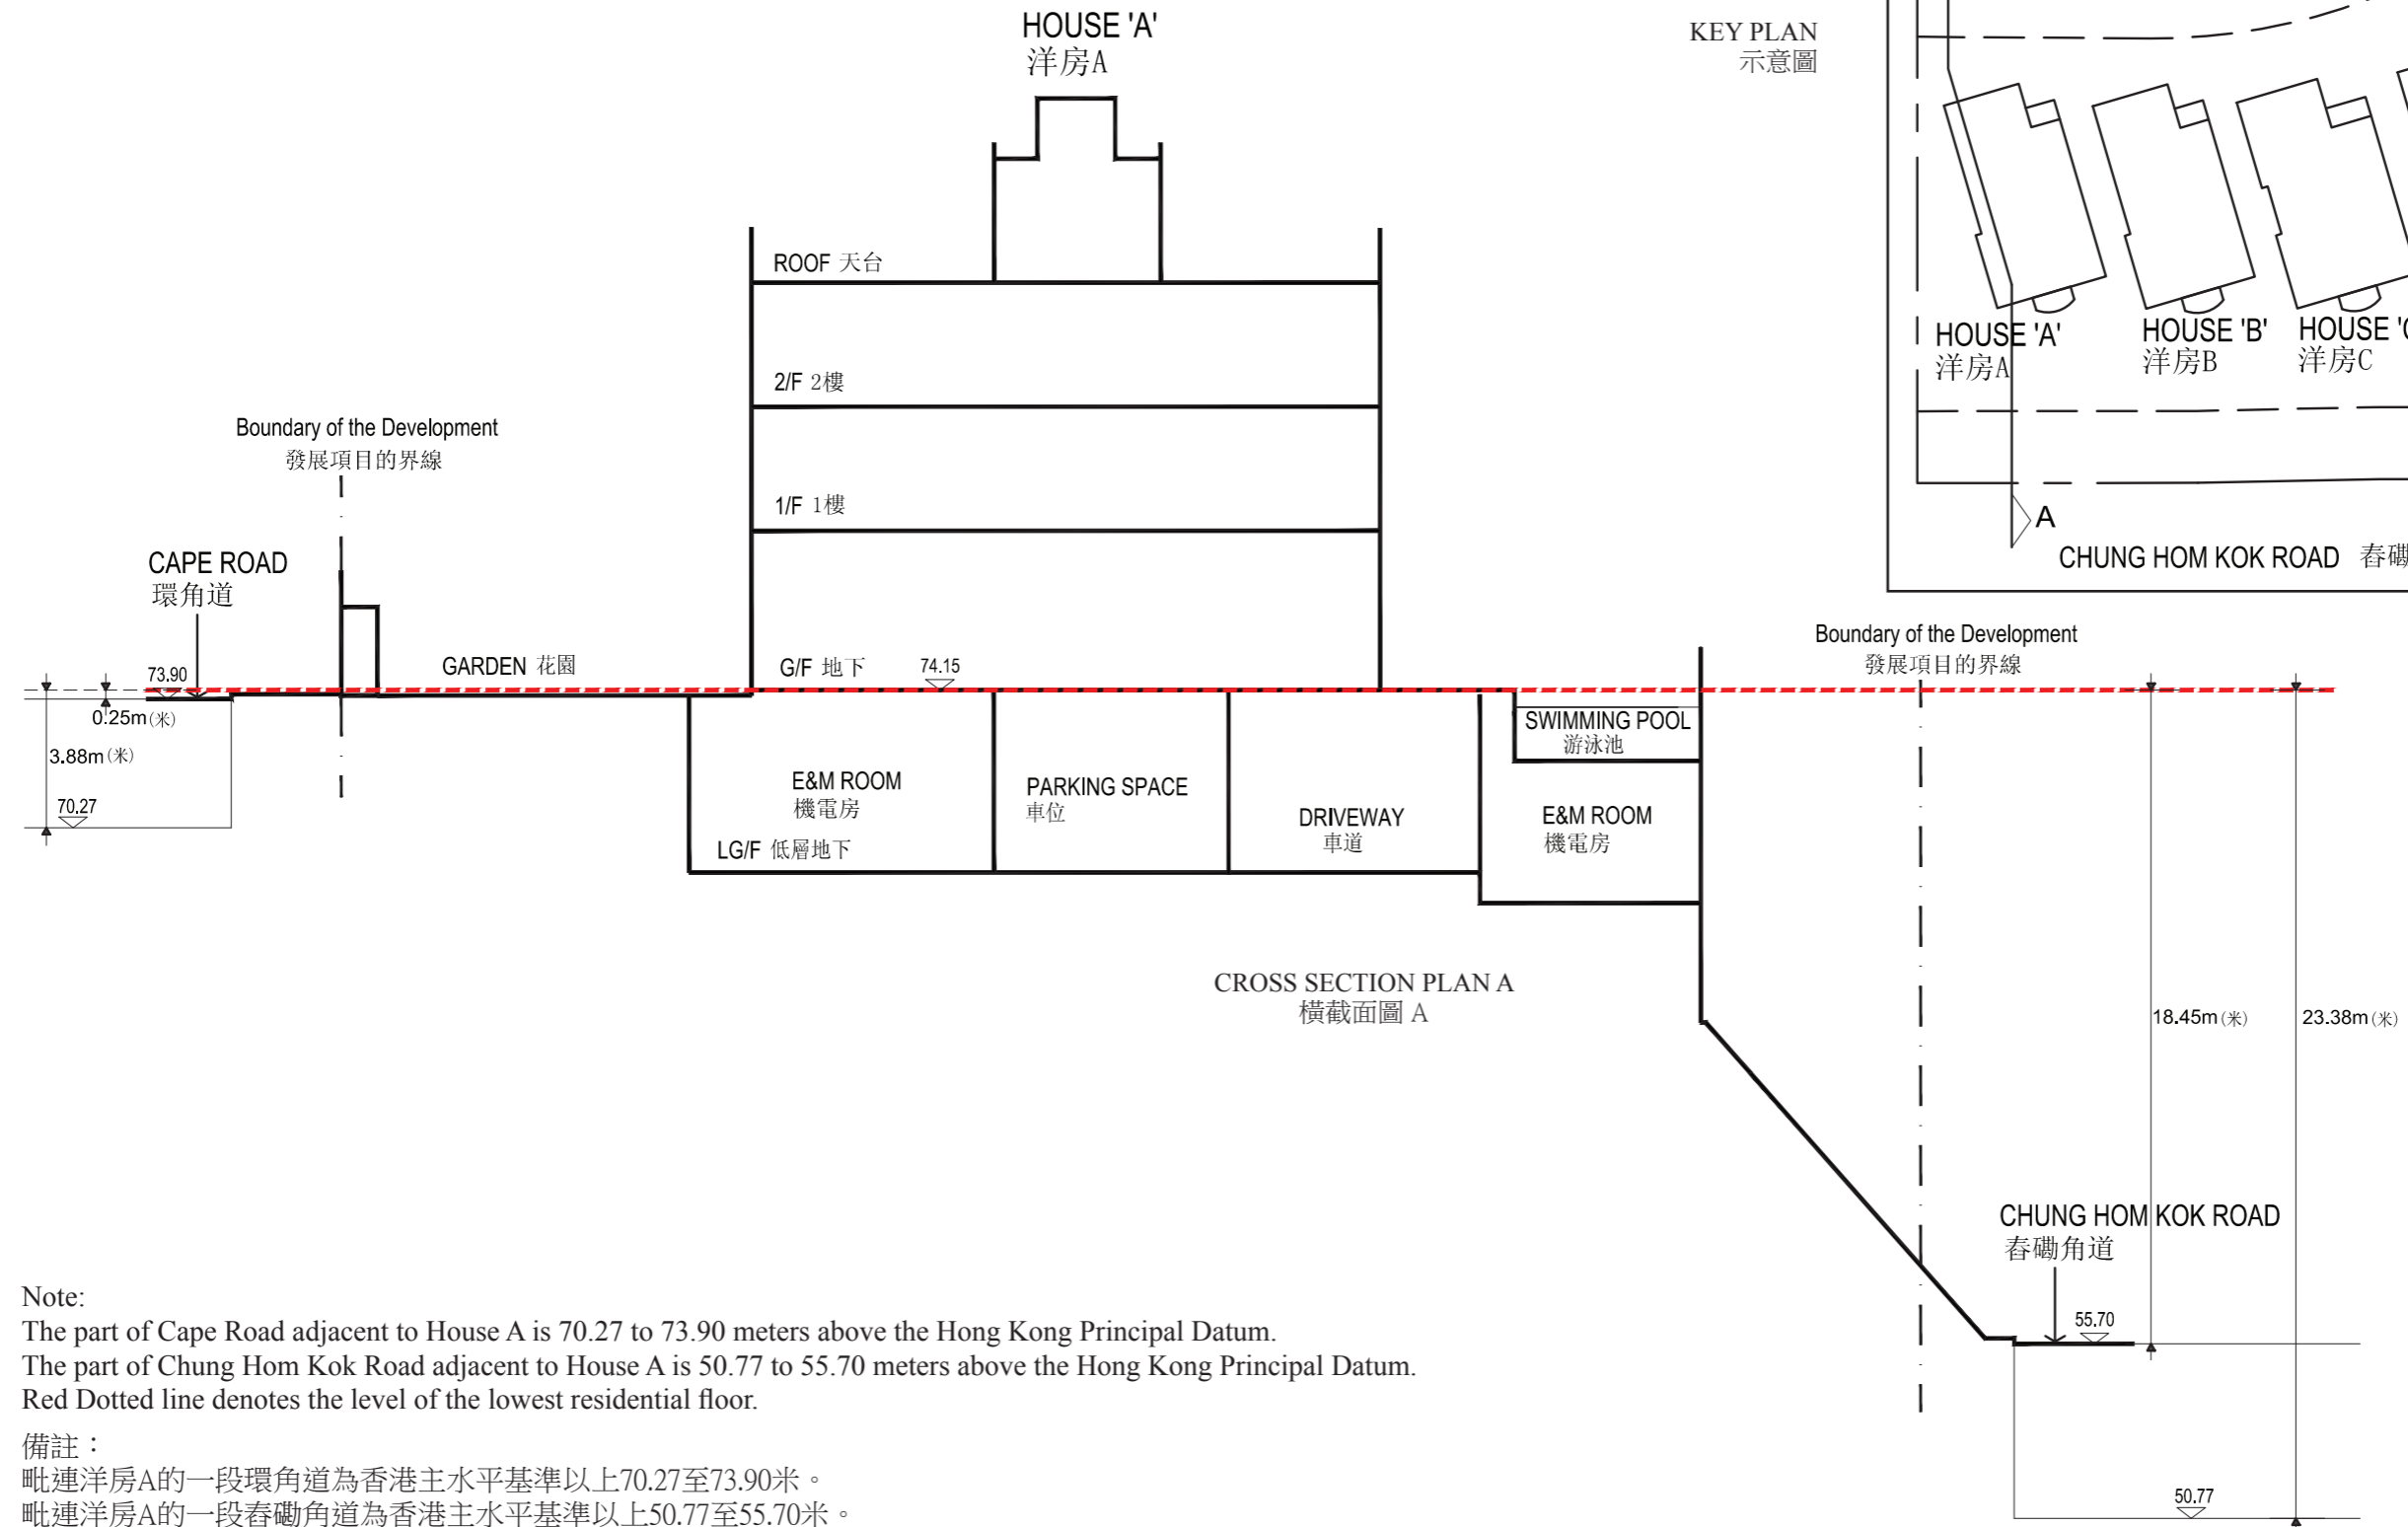 HOUSE 'A'
洋房A
KEY PLAN
示意圖
HOUSE 'A'
洋房A
HOUSE 'B'
洋房B
HOUSE
洋房C
A
CHUNG HOM KOK ROAD
ROOF 天台
2/F 2樓
1/F 1樓
Boundary of the Development
發展項目的界線
CAPE ROAD
環角道
73.90
GARDEN 花園
G/F 地下
74.15
Boundary of the Development
發展項目的界線
0.25m(米)
3.88m(米)
70.27
E&M ROOM
機電房
LG/F 低層地下
PARKING SPACE
車位
DRIVEWAY
車道
SWIMMING POOL
游泳池
E&M ROOM
機電房
CROSS SECTION PLAN A
橫截面圖 A
18.45m(米)
23.38m(米)
CHUNG HOM KOK ROAD
舂磡角道
55.70
50.77
Note:
The part of Cape Road adjacent to House A is 70.27 to 73.90 meters above the Hong Kong Principal Datum.
The part of Chung Hom Kok Road adjacent to House A is 50.77 to 55.70 meters above the Hong Kong Principal Datum.
Red Dotted line denotes the level of the lowest residential floor.
備註：
毗連洋房A的一段環角道為香港主水平基準以上70.27至73.90米。
毗連洋房A的一段舂磡角道為香港主水平基準以上50.77至55.70米。